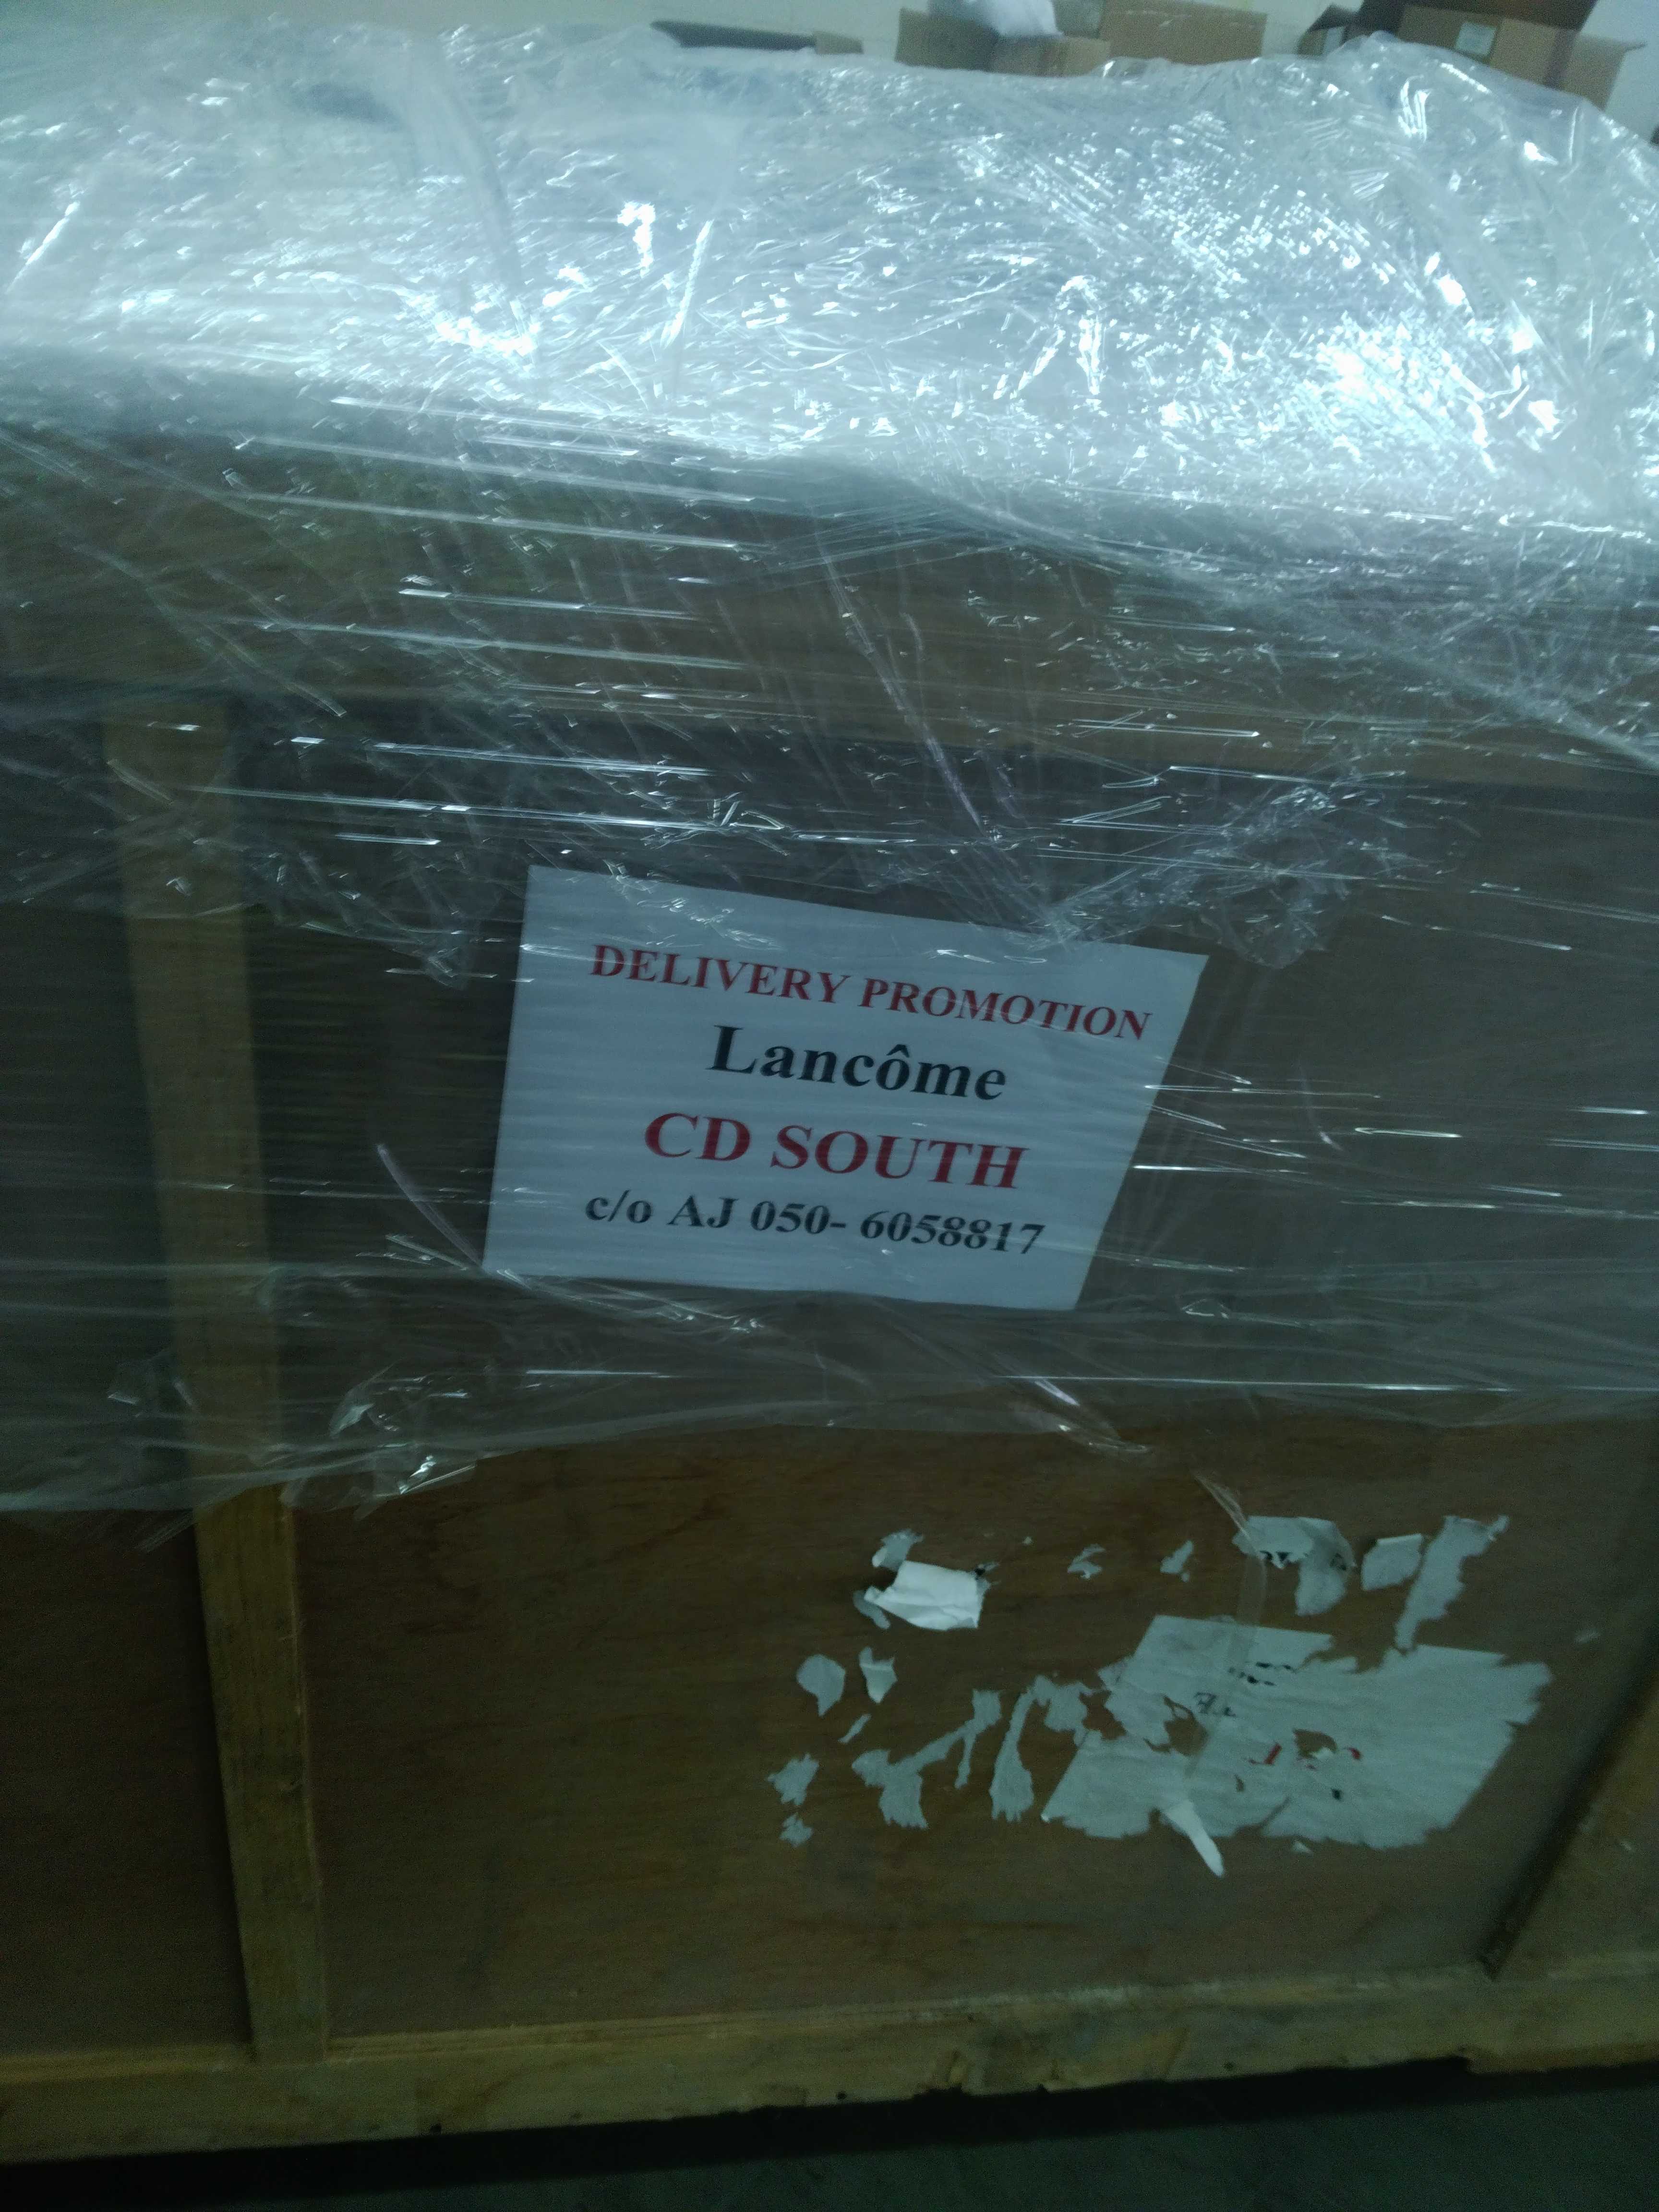 DELIVERY PROMOTION
Lancôme
CD SOUTH
c/o AJ 050- 6058817